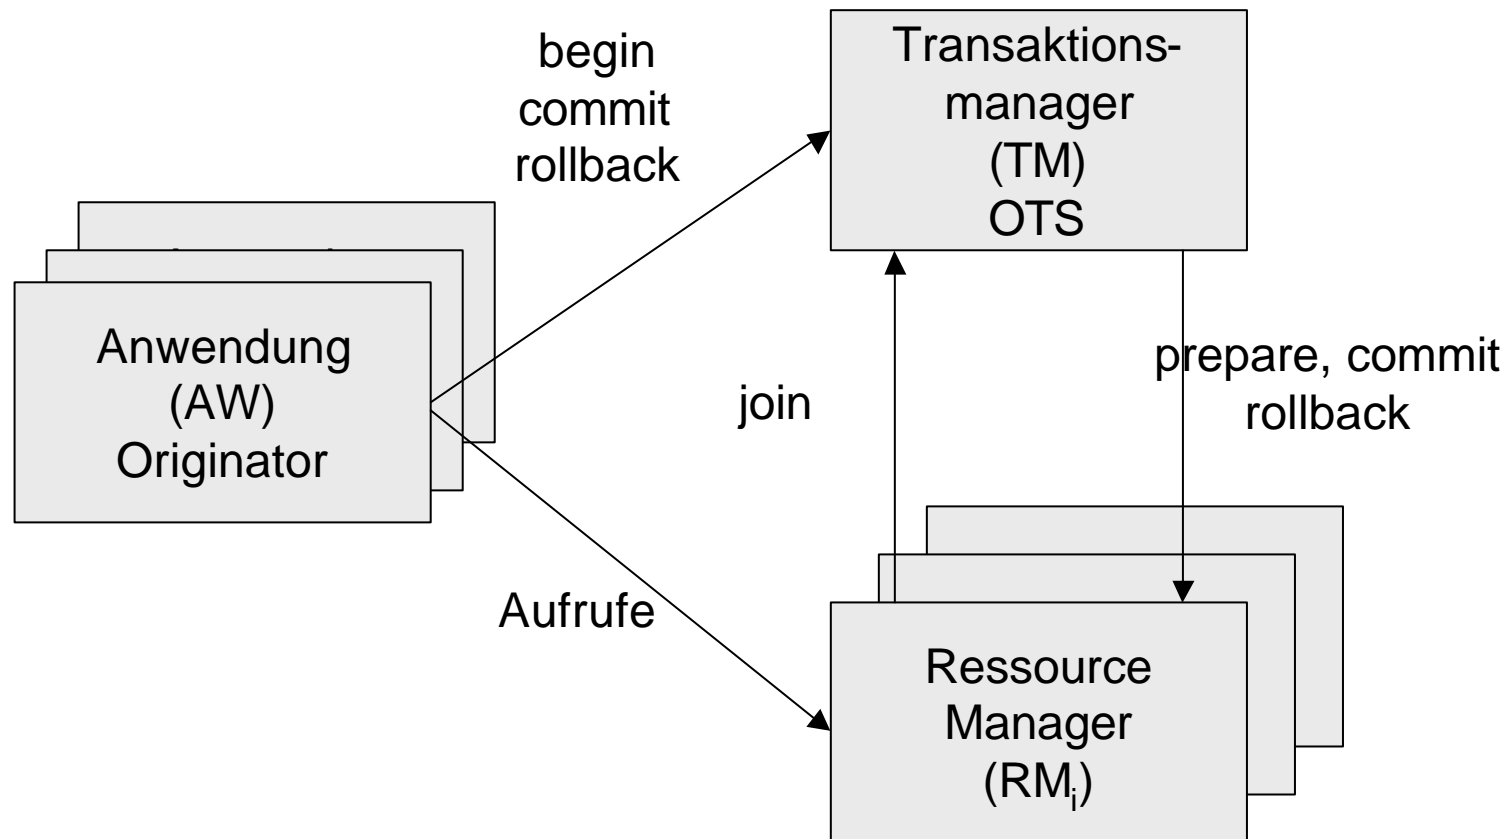 begin
commit
rollback
Transaktions-
manager
(TM)
OTS
Anwendung
(AW)
Originator
join
prepare, commit
rollback
Aufrufe
Ressource
Manager
(RMi)